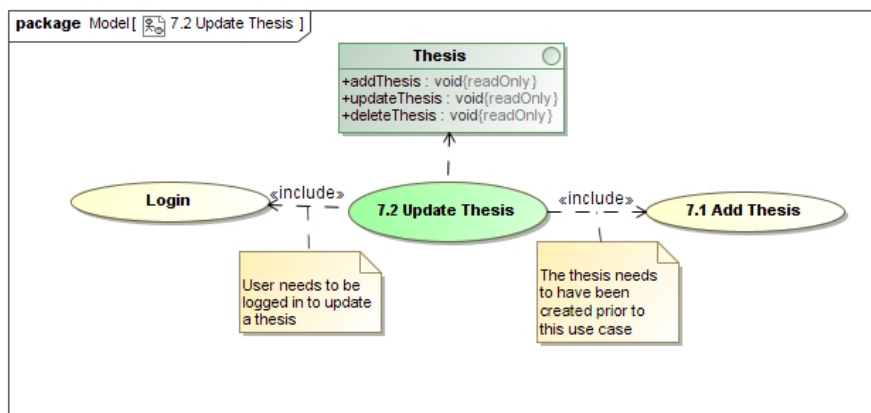 package Model[ 7.2 Update Thesis ]
Thesis
+addThesis : void{readOnly}
+updateThesis : void{readOnly}
+deleteThesis : void{readOnly}
Login
«include»
7.2 Update Thesis
«include»
7.1 Add Thesis
User needs to be
logged in to update
a thesis
The thesis needs
to have been
created prior to
this use case